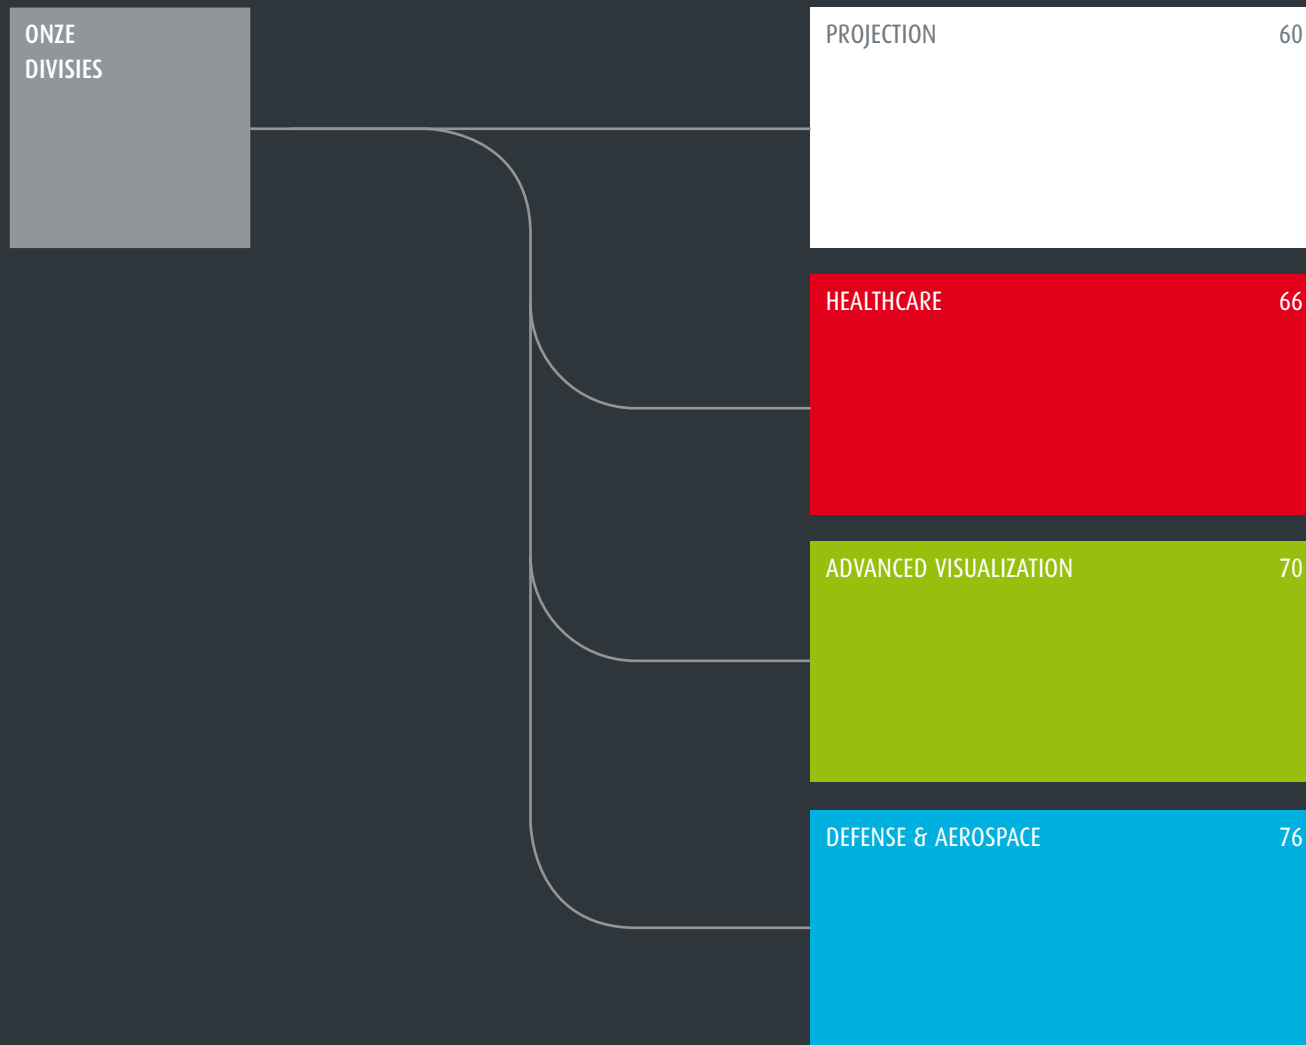 ONZE
DIVISIES
PROJECTION 60
HEALTHCARE 66
ADVANCED VISUALIZATION 70
DEFENSE & AEROSPACE 76